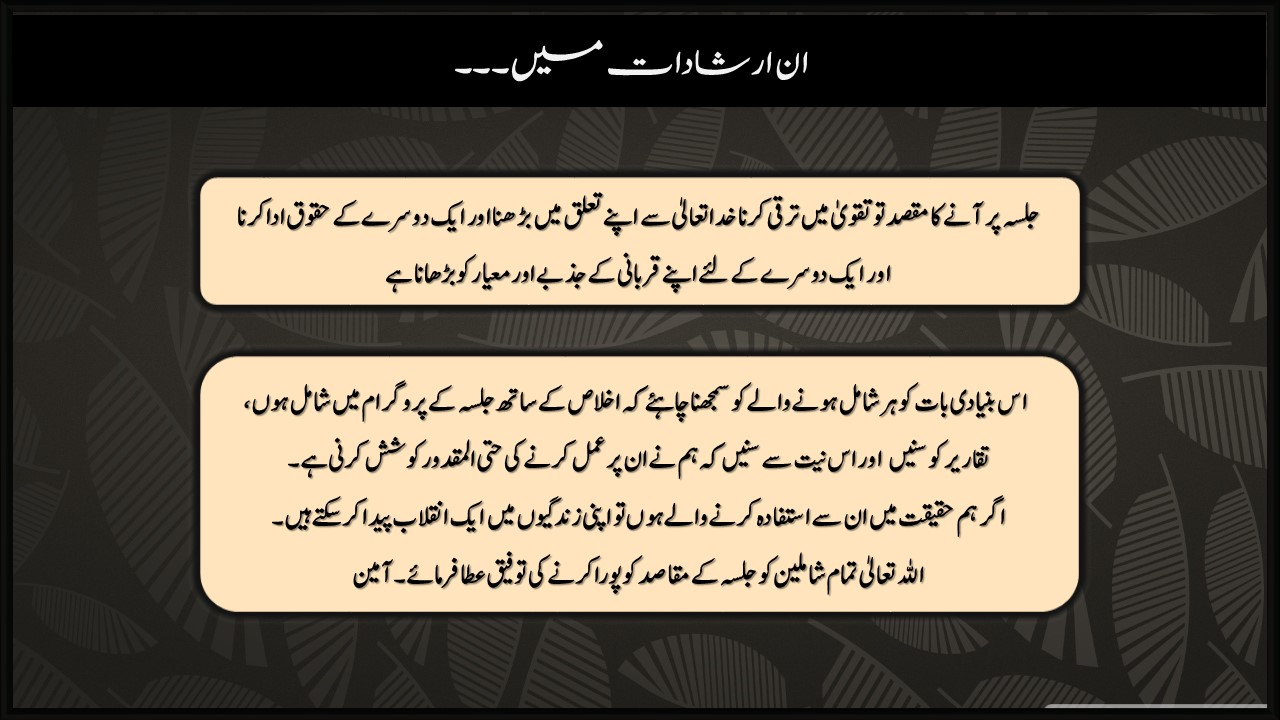 ان ارشادات میں۔۔۔
جلسہ پر آنے کا مقصد تو تقویٰ میں ترقی کرنا خدا تعالیٰ سے اپنے تعلق میں بڑھنا اور ایک دوسرے کے حقوق ادا کرنا
اور ایک دوسرے کے لئے اپنے قربانی کے جذبے اور معیار کو بڑھانا ہے
اس بنیادی بات کو ہر شامل ہونے والے کو سمجھنا چاہئے کہ اخلاص کے ساتھ جلسہ کے پروگرام میں شامل ہوں،
تقاریر کو سنیں اور اس نیت سے سنیں کہ ہم نے ان پر عمل کرنے کی حتی المقدور کوشش کرنی ہے۔
اگر ہم حقیقت میں ان سے استفادہ کرنے والے ہوں تو اپنی زندگیوں میں ایک انقلاب پیدا کر سکتے ہیں۔
اللہ تعالیٰ تمام شاملین کو جلسہ کے مقاصد کو پورا کرنے کی توفیق عطا فرمائے۔ آمین